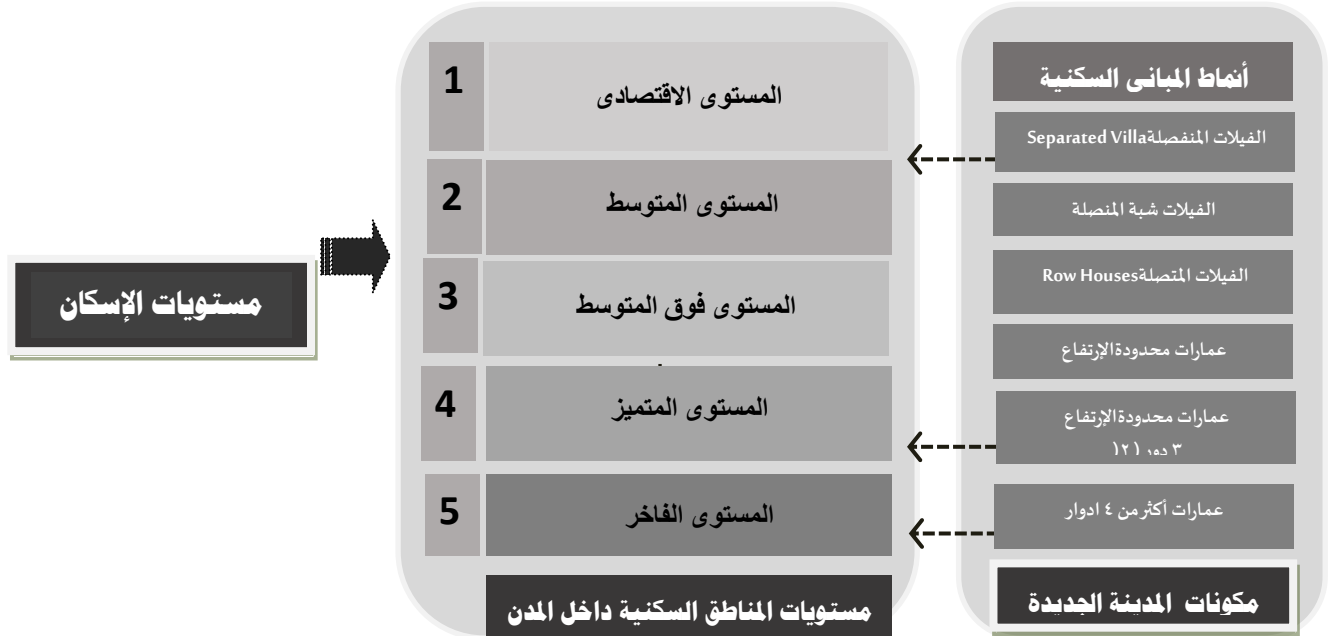 أنماط المبانى السكنية
الفيلات المنفصلةSeparated Villa
الفيلات شبة المنصلة
الفيلات المتصلةRow Houses
عمارات محدودةالإرتفاع
عمارات محدودةالإرتفاع
٣ دور
عمارات أكثرمن ٤ ادوار
مكونات المدينة الجديدة
1 المستوى الاقتصادى
2 المستوى المتوسط
3 المستوى فوق المتوسط
4 المستوى المتميز
5 المستوى الفاخر
مستويات المناطق السكنية داخل المدن
مستويات الإسكان